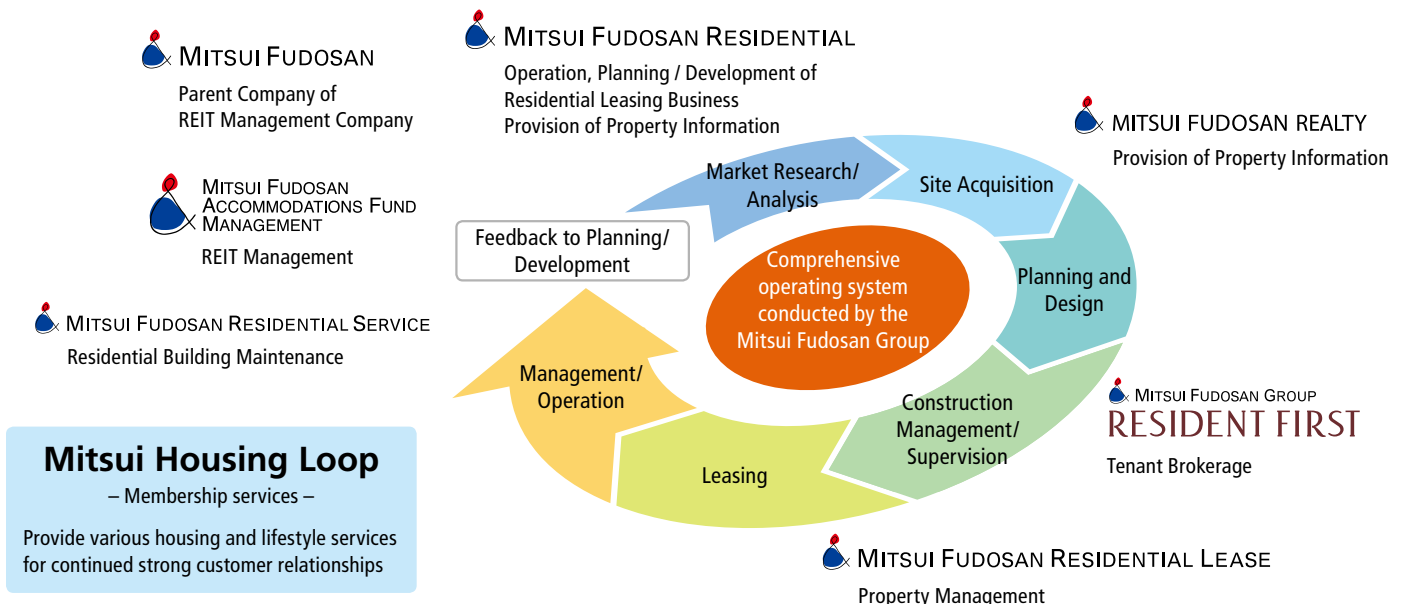 MITSUI FUDOSAN
Parent Company of
REIT Management Company
MITSUI FUDOSAN RESIDENTIAL
Operation, Planning / Development of
Residential Leasing Business
Provision of Property Information
MITSUI FUDOSAN REALTY
Provision of Property Information
MITSUI FUDOSAN
ACCOMMODATIONS FUND
MANAGEMENT
REIT Management
MITSUI FUDOSAN RESIDENTIAL SERVICE
Residential Building Maintenance
Market Research/
Analysis
Site Acquisition
Planning and
Design
Construction
Management/
Supervision
Leasing
Management/
Operation
Feedback to Planning/
Development
Comprehensive
operating system
conducted by the
Mitsui Fudosan Group
MITSUI FUDOSAN GROUP
RESIDENT FIRST
Tenant Brokerage
Mitsui Housing Loop
– Membership services –
Provide various housing and lifestyle services
for continued strong customer relationships
MITSUI FUDOSAN RESIDENTIAL LEASE
Property Management